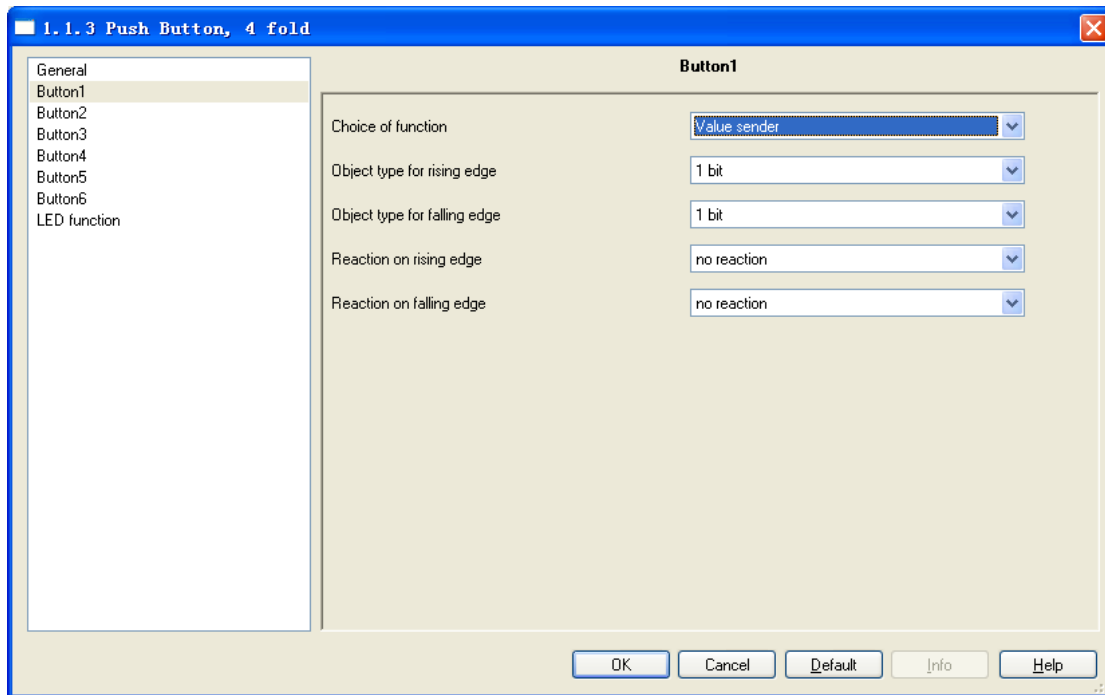 1.1.3 Push Button, 4 fold
General
Button1
Button2
Button3
Button4
Button5
Button6
LED function
Button1
Choice of function Value sender
Object type for rising edge 1 bit
Object type for falling edge 1 bit
Reaction on rising edge no reaction
Reaction on falling edge no reaction
OK Cancel Default Info Help